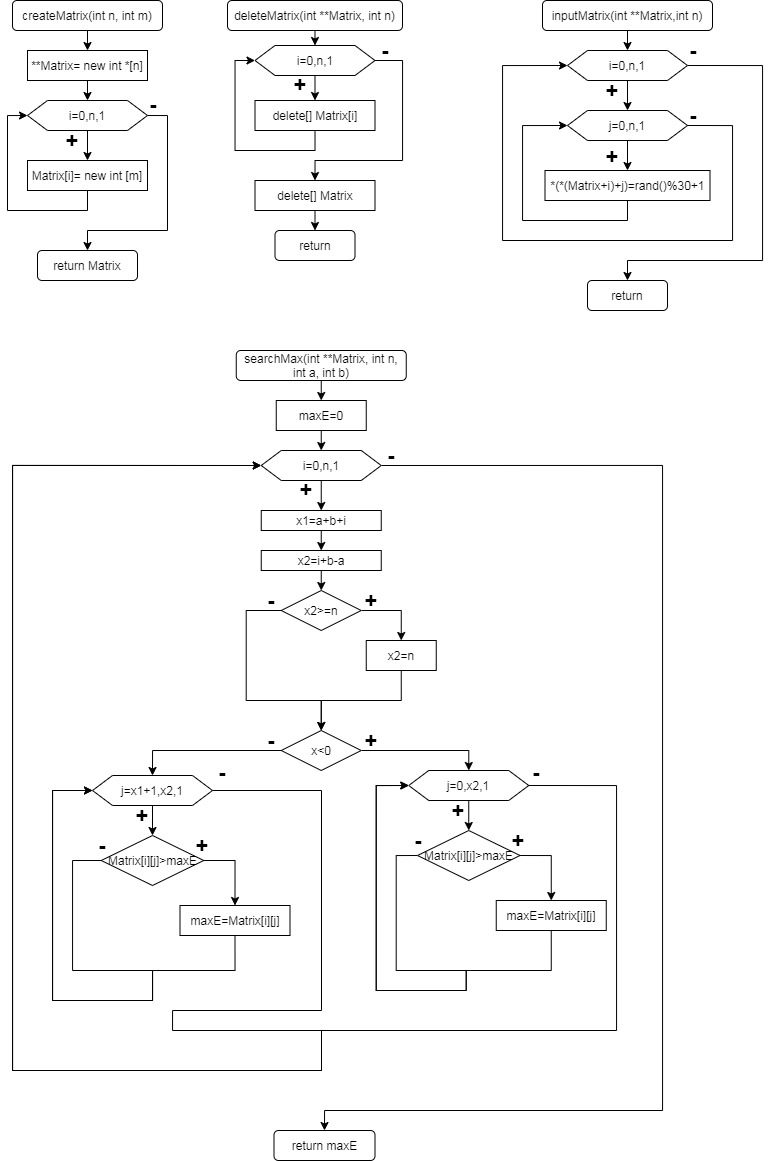 createMatrix(int n, int m)
**Matrix= new int *[n]
i=0,n,1
-
+
Matrix[i]= new int [m]
return Matrix
deleteMatrix(int **Matrix, int n)
i=0,n,1
-
+
delete[] Matrix[i]
delete[] Matrix
return
inputMatrix(int **Matrix,int n)
i=0,n,1
-
+
j=0,n,1
-
+
*(*(Matrix+i)+j)=rand()%30+1
return
searchMax(int **Matrix, int n,
int a, int b)
maxE=0
i=0,n,1
-
+
x1=a+b+i
x2=i+b-a
-
x2>=n
+
x2=n
-
x<0
+
j=x1+1,x2,1
-
+
-
Matrix[i][j]>maxE
+
maxE=Matrix[i][j]
j=0,x2,1
-
+
-
Matrix[i][j]>maxE
+
maxE=Matrix[i][j]
return maxE